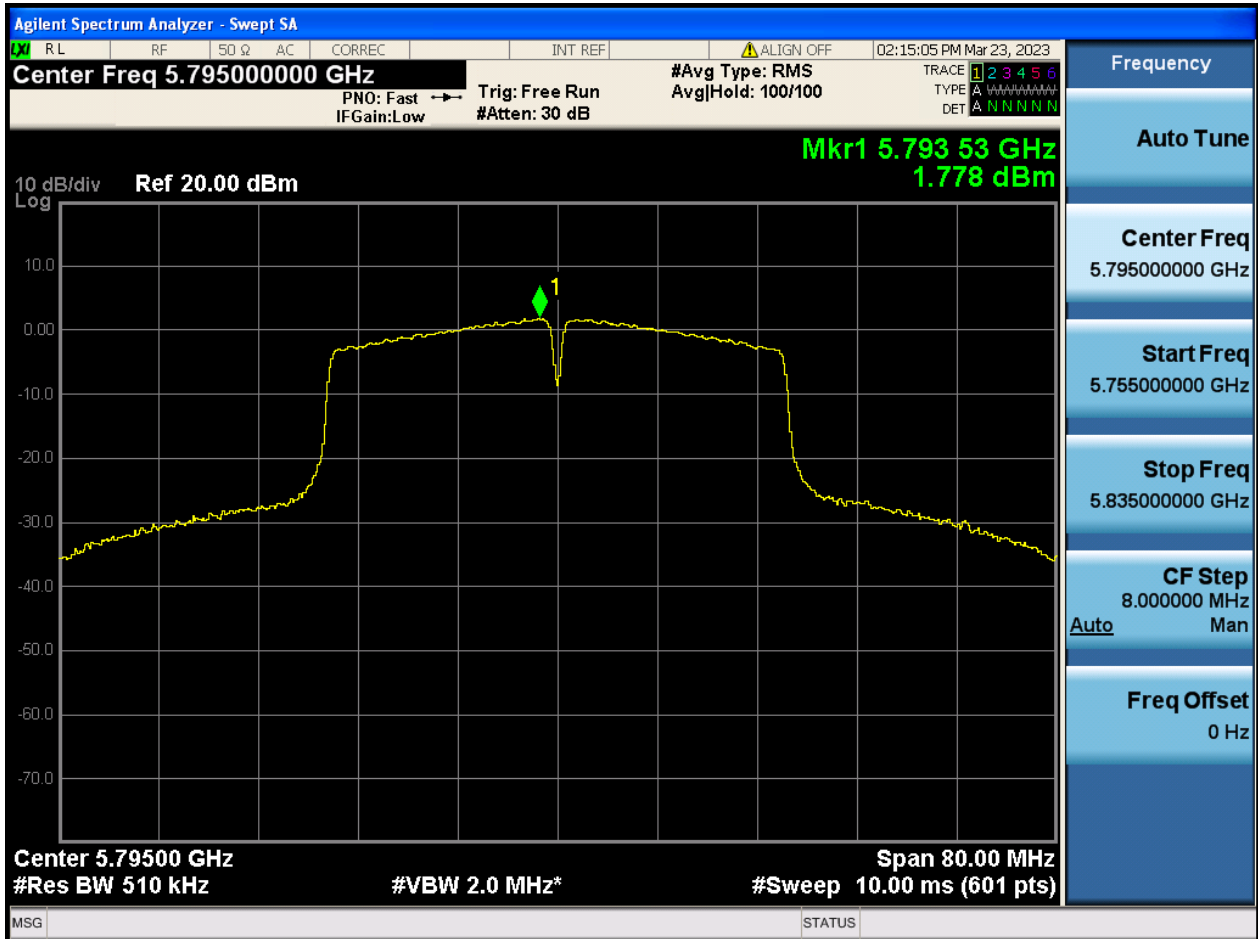 Agilent Spectrum Analyzer - Swept SA
LXI RL RF 50 Ω AC CORREC INT REF ALIGN OFF 02:15:05 PM Mar 23, 2023
Center Freq 5.795000000 GHz
PNO: Fast
IFGain:Low
Trig: Free Run
#Atten: 30 dB
#Avg Type: RMS
Avg|Hold: 100/100
TRACE 1 2 3 4 5 6
TYPE A WWWWW
DET A N N N N N
Mkr1 5.793 53 GHz
1.778 dBm
10 dB/div Ref 20.00 dBm
Log
10.0
0.00
-10.0
-20.0
-30.0
-40.0
-50.0
-60.0
-70.0
1
Center 5.79500 GHz Span 80.00 MHz
#Res BW 510 kHz #VBW 2.0 MHz* #Sweep 10.00 ms (601 pts)
MSG STATUS
Frequency
Auto Tune
Center Freq
5.795000000 GHz
Start Freq
5.755000000 GHz
Stop Freq
5.835000000 GHz
CF Step
8.000000 MHz
Auto Man
Freq Offset
0 Hz